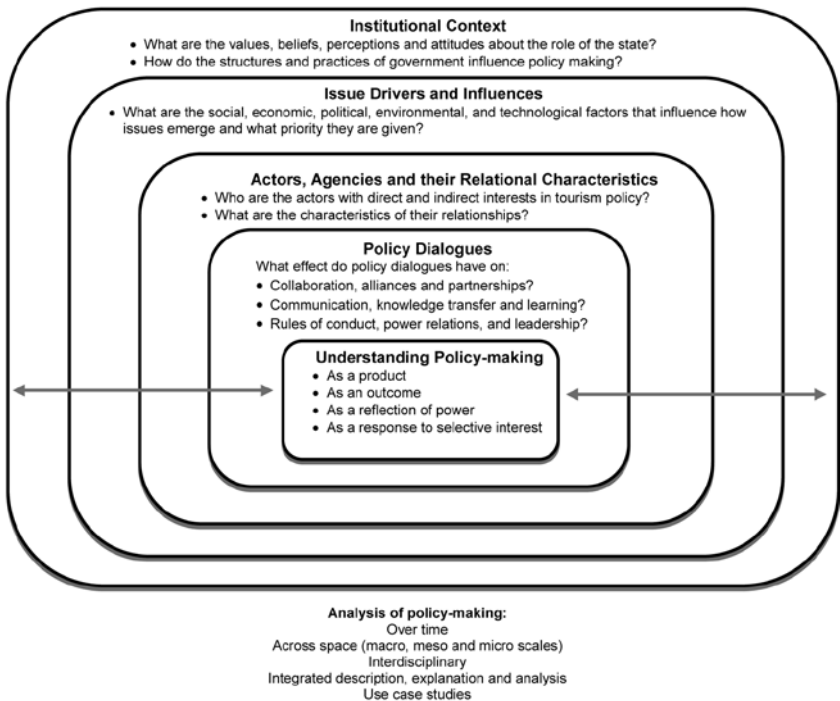 Institutional Context
• What are the values, beliefs, perceptions and attitudes about the role of the state?
• How do the structures and practices of government influence policy making?
Issue Drivers and Influences
• What are the social, economic, political, environmental, and technological factors that influence how
issues emerge and what priority they are given?
Actors, Agencies and their Relational Characteristics
• Who are the actors with direct and indirect interests in tourism policy?
• What are the characteristics of their relationships?
Policy Dialogues
What effect do policy dialogues have on:
• Collaboration, alliances and partnerships?
• Communication, knowledge transfer and learning?
• Rules of conduct, power relations, and leadership?
Understanding Policy-making
• As a product
• As an outcome
• As a reflection of power
• As a response to selective interest
Analysis of policy-making:
Over time
Across space (macro, meso and micro scales)
Interdisciplinary
Integrated description, explanation and analysis
Use case studies